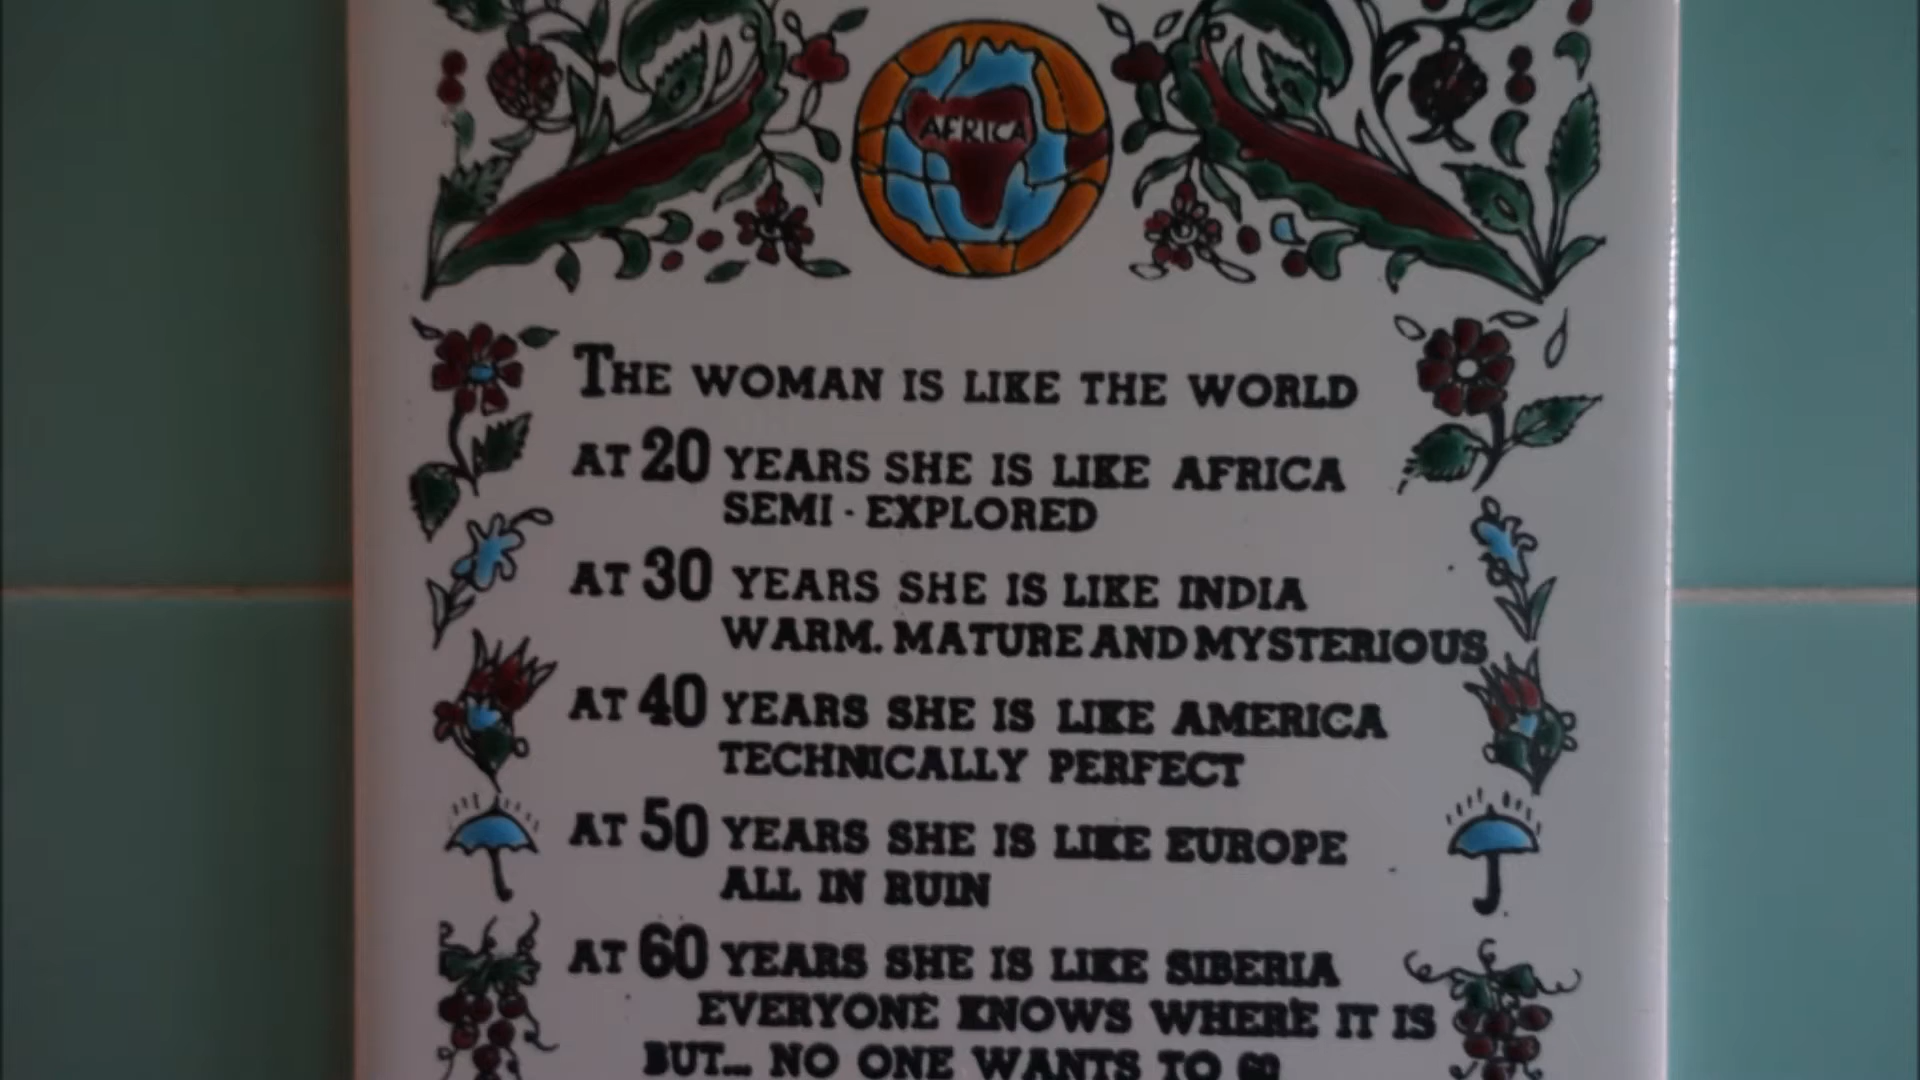 AFRICA
THE WOMAN IS LIKE THE WORLD
AT 20 YEARS SHE IS LIKE AFRICA
SEMI - EXPLORED
AT 30 YEARS SHE IS LIKE INDIA
WARM. MATURE AND MYSTERIOUS
AT 40 YEARS SHE IS LIKE AMERICA
TECHNICALLY PERFECT
AT 50 YEARS SHE IS LIKE EUROPE
ALL IN RUIN
AT 60 YEARS SHE IS LIKE SIBERIA
EVERYONE KNOWS WHERE IT IS
BUT... NO ONE WANTS TO GO